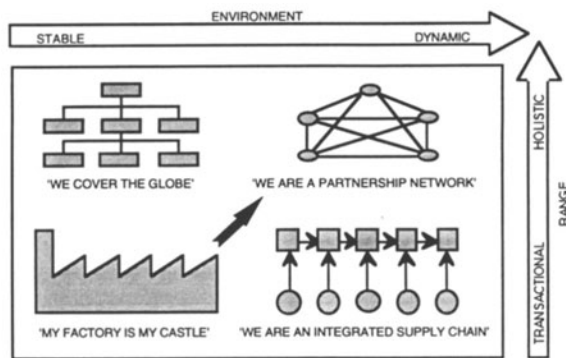 ENVIRONMENT
STABLE
DYNAMIC
'WE COVER THE GLOBE'
'WE ARE A PARTNERSHIP NETWORK'
HOLISTIC
RANGE
TRANSACTIONAL
'MY FACTORY IS MY CASTLE'
'WE ARE AN INTEGRATED SUPPLY CHAIN'